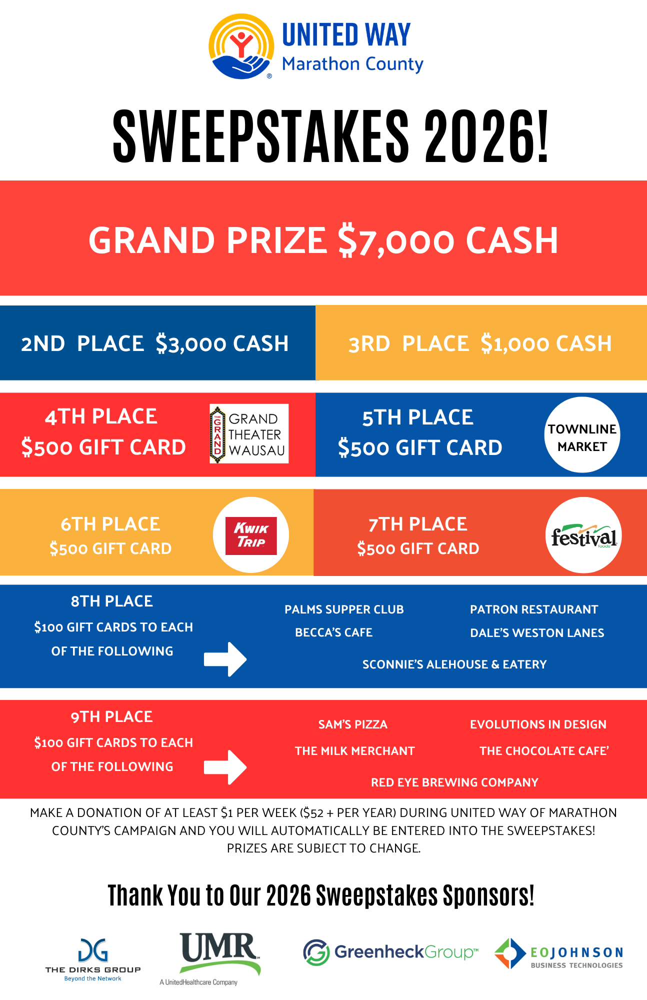 UNITED WAY
Marathon County
®
SWEEPSTAKES 2026!
GRAND PRIZE $7,000 CASH
2ND PLACE $3,000 CASH
3RD PLACE $1,000 CASH
4TH PLACE
$500 GIFT CARD
THE GRAND
GRAND
THEATER
WAUSAU
5TH PLACE
$500 GIFT CARD
TOWNLINE
MARKET
6TH PLACE
$500 GIFT CARD
KWIK
TRIP
7TH PLACE
$500 GIFT CARD
festival
foods
8TH PLACE
$100 GIFT CARDS TO EACH
OF THE FOLLOWING
PALMS SUPPER CLUB
PATRON RESTAURANT
BECCA'S CAFE
DALE'S WESTON LANES
SCONNIE'S ALEHOUSE & EATERY
9TH PLACE
$100 GIFT CARDS TO EACH
OF THE FOLLOWING
SAM'S PIZZA
EVOLUTIONS IN DESIGN
THE MILK MERCHANT
THE CHOCOLATE CAFE'
RED EYE BREWING COMPANY
MAKE A DONATION OF AT LEAST $1 PER WEEK ($52 + PER YEAR) DURING UNITED WAY OF MARATHON
COUNTY'S CAMPAIGN AND YOU WILL AUTOMATICALLY BE ENTERED INTO THE SWEEPSTAKES!
PRIZES ARE SUBJECT TO CHANGE.
Thank You to Our 2026 Sweepstakes Sponsors!
DG
THE DIRKS GROUP
Beyond the Network
UMR℠
A UnitedHealthcare Company
GreenheckGroup™
EOJOHNSON
BUSINESS TECHNOLOGIES